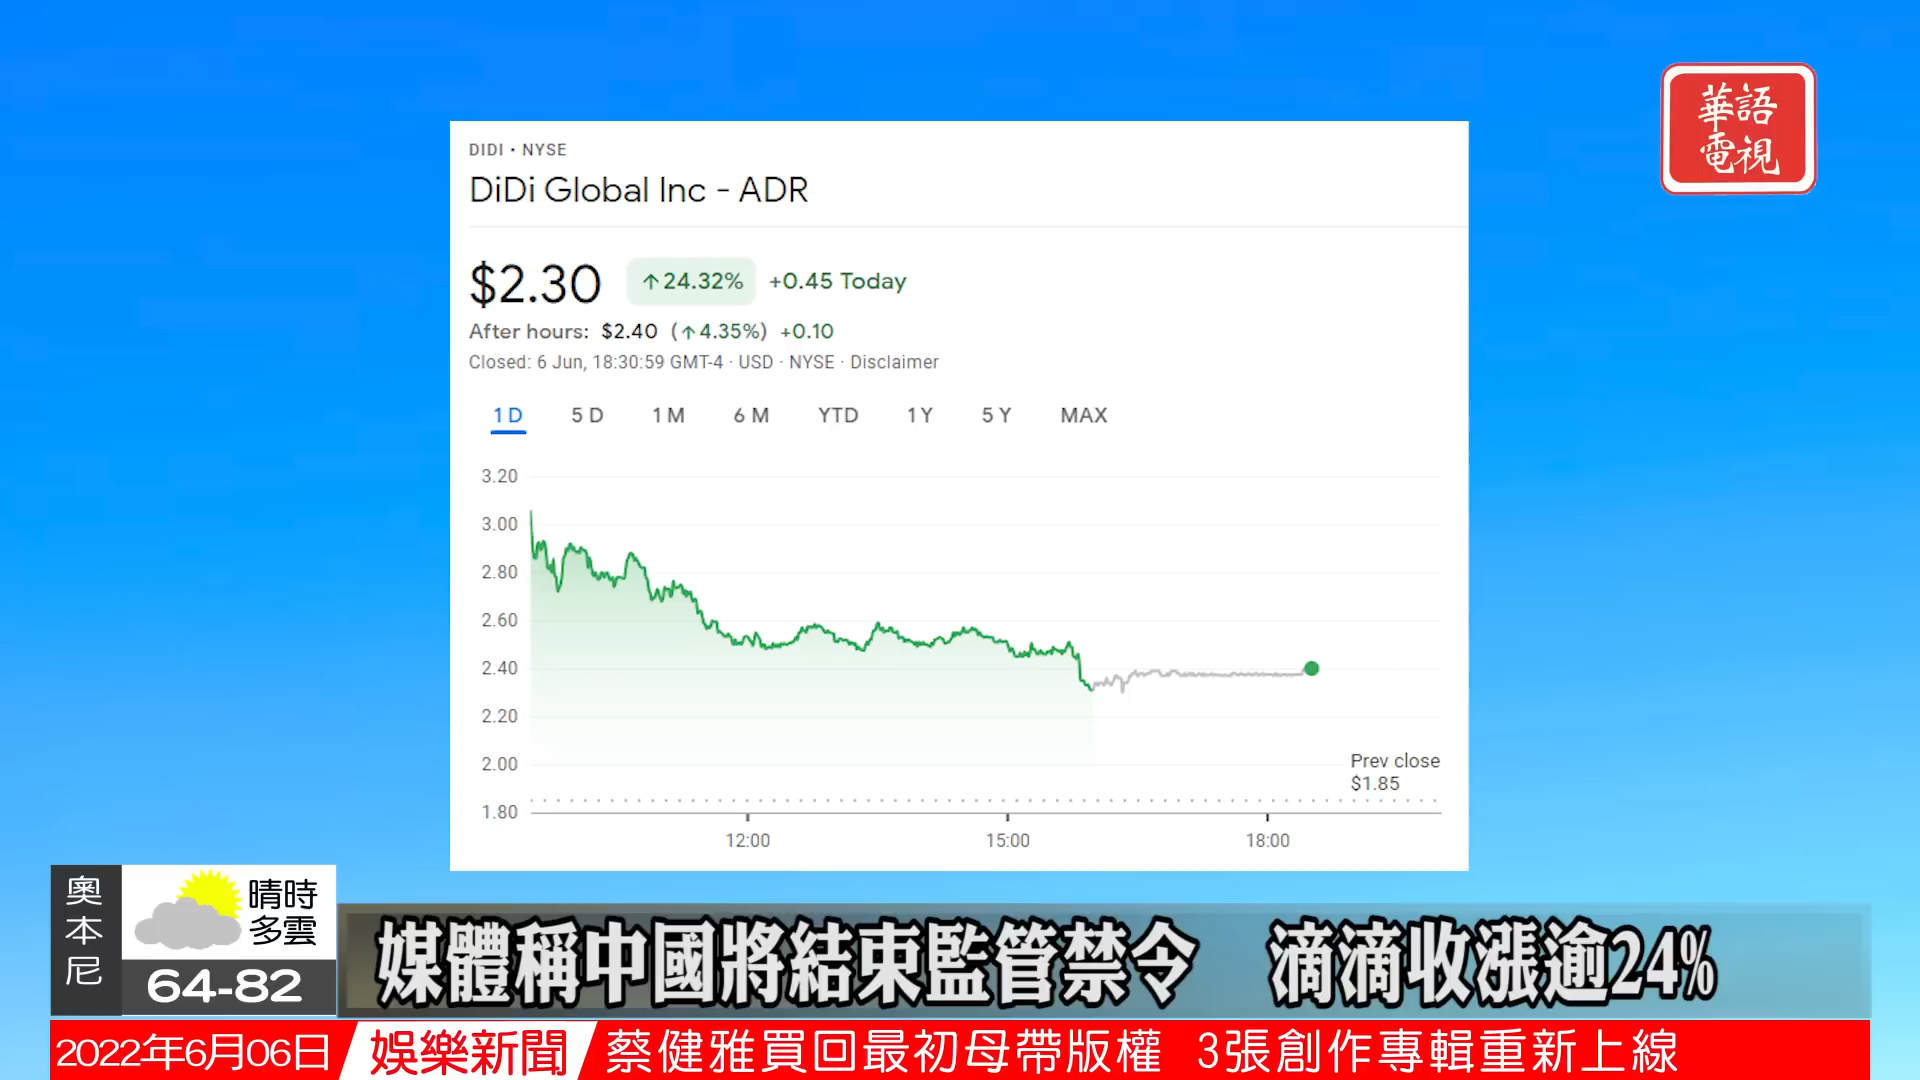 華語
電視
DIDI • NYSE
DiDi Global Inc - ADR
$2.30 ↑24.32% +0.45 Today
After hours: $2.40 (↑4.35%) +0.10
Closed: 6 Jun, 18:30:59 GMT-4 · USD · NYSE · Disclaimer
1 D 5 D 1 M 6 M YTD 1 Y 5 Y MAX
3.20
3.00
2.80
2.60
2.40
2.20
2.00
1.80
Prev close
$1.85
12:00 15:00 18:00
奧本尼
晴時
多雲
64-82
媒體稱中國將結束監管禁令 滴滴收漲逾24%
2022年6月06日 娛樂新聞 蔡健雅買回最初母帶版權 3張創作專輯重新上線